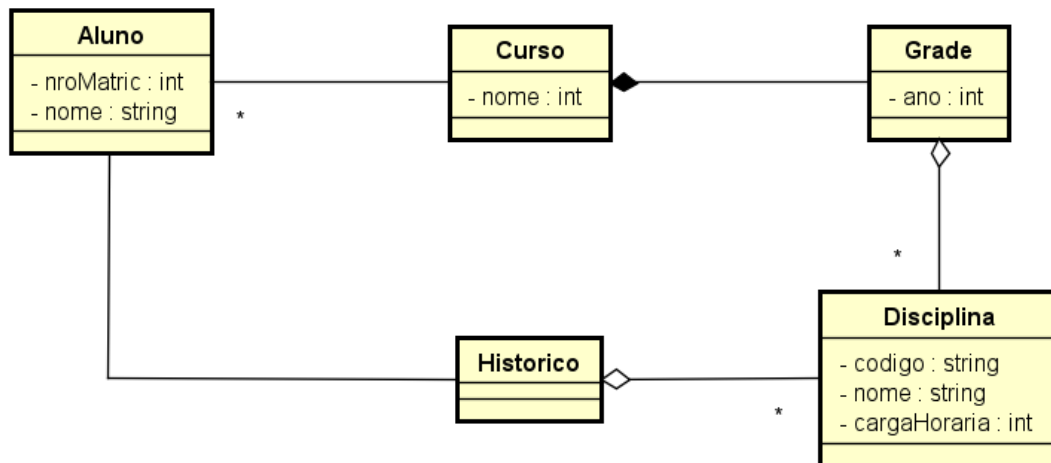 Aluno
- nroMatric : int
- nome : string
*
Curso
- nome : int
Grade
- ano : int
*
Historico
*
Disciplina
- codigo : string
- nome : string
- cargaHoraria : int